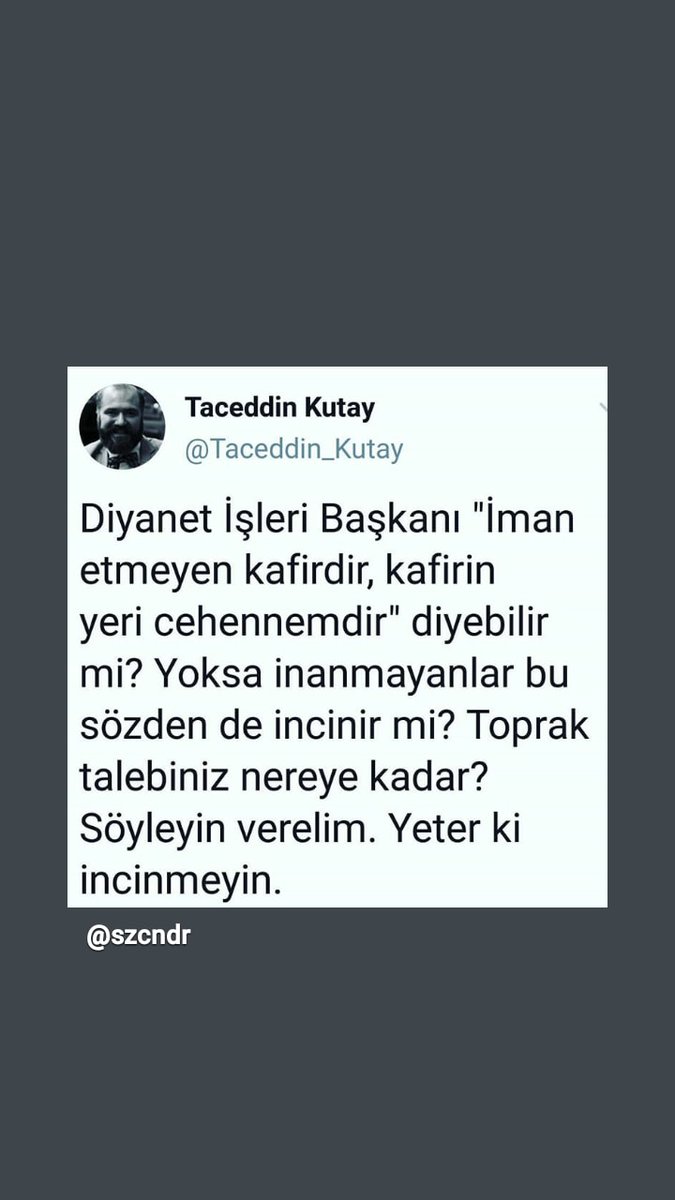 Taceddin Kutay
@Taceddin_Kutay
Diyanet İşleri Başkanı "İman
etmeyen kafirdir, kafirin
yeri cehennemdir" diyebilir
mi? Yoksa inanmayanlar bu
sözden de incinir mi? Toprak
talebiniz nereye kadar?
Söyleyin verelim. Yeter ki
incinmeyin.
@szcndr